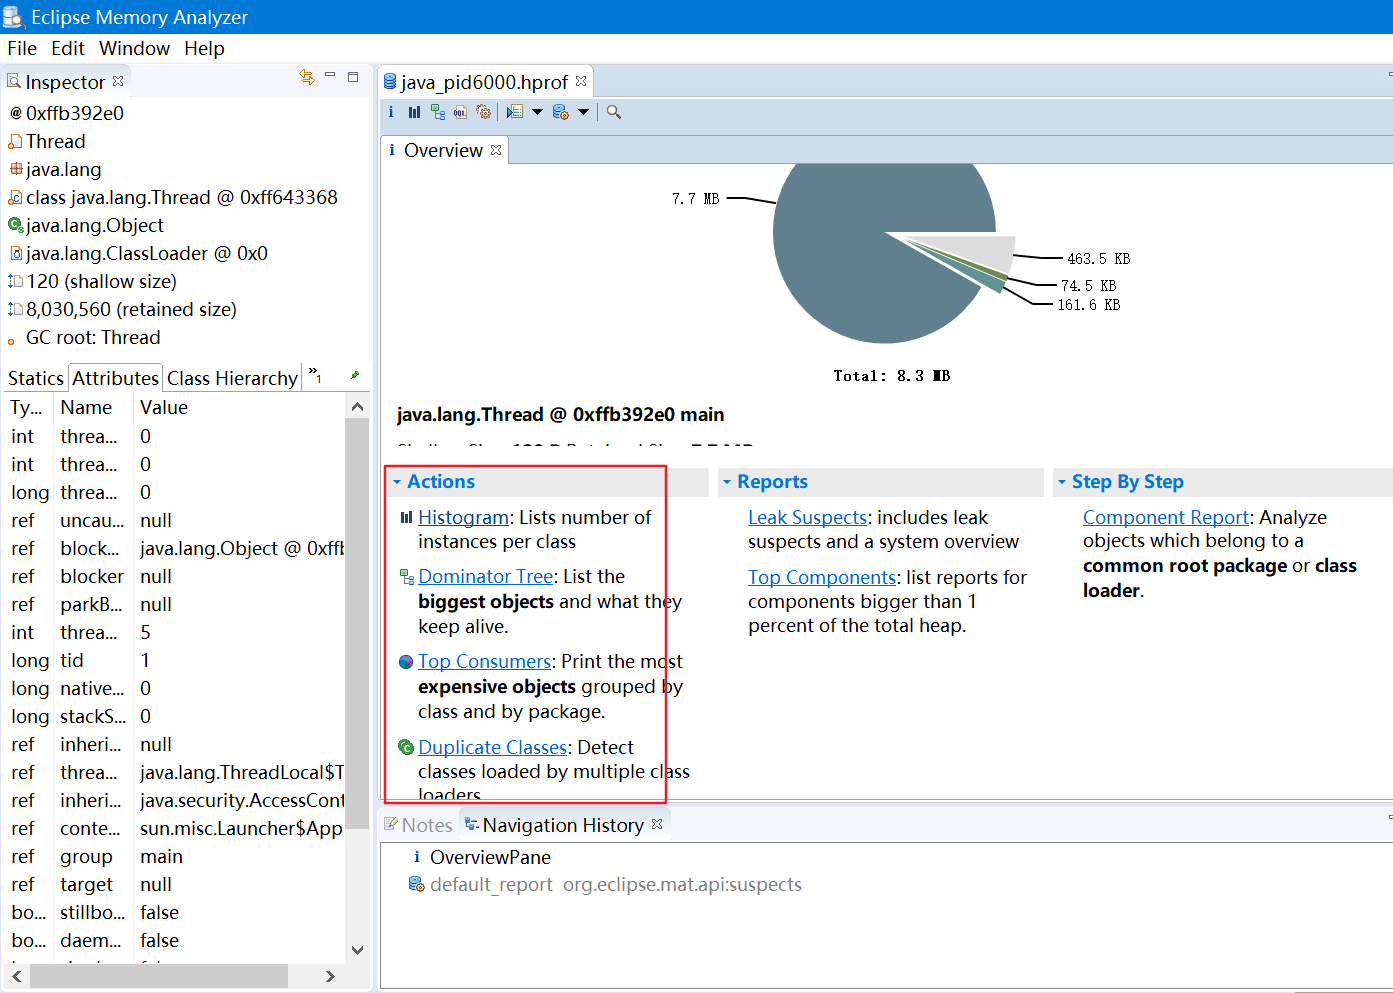 Eclipse Memory Analyzer
File Edit Window Help
Inspector
@ 0xffb392e0
Thread
java.lang
class java.lang.Thread @ 0xff643368
java.lang.Object
java.lang.ClassLoader @ 0x0
120 (shallow size)
8,030,560 (retained size)
GC root: Thread
Statics Attributes Class Hierarchy »1
Ty... Name Value
int threa... 0
int threa... 0
long threa... 0
ref uncau... null
ref block... java.lang.Object @ 0xffb
ref blocker null
ref parkB... null
int threa... 5
long tid 1
long native... 0
long stackS... 0
ref inheri... null
ref threa... java.lang.ThreadLocal$T
ref inheri... java.security.AccessCont
ref conte... sun.misc.Launcher$App
ref group main
ref target null
bo... stillbo... false
bo... daem... false
java_pid6000.hprof
i OQL
i Overview
7.7 MB
463.5 KB
74.5 KB
161.6 KB
Total: 8.3 MB
java.lang.Thread @ 0xffb392e0 main
Actions
Histogram: Lists number of
instances per class
Dominator Tree: List the
biggest objects and what they
keep alive.
Top Consumers: Print the most
expensive objects grouped by
class and by package.
Duplicate Classes: Detect
classes loaded by multiple class
loaders
Reports
Leak Suspects: includes leak
suspects and a system overview
Top Components: list reports for
components bigger than 1
percent of the total heap.
Step By Step
Component Report: Analyze
objects which belong to a
common root package or class
loader.
Notes Navigation History
i OverviewPane
default_report org.eclipse.mat.api:suspects